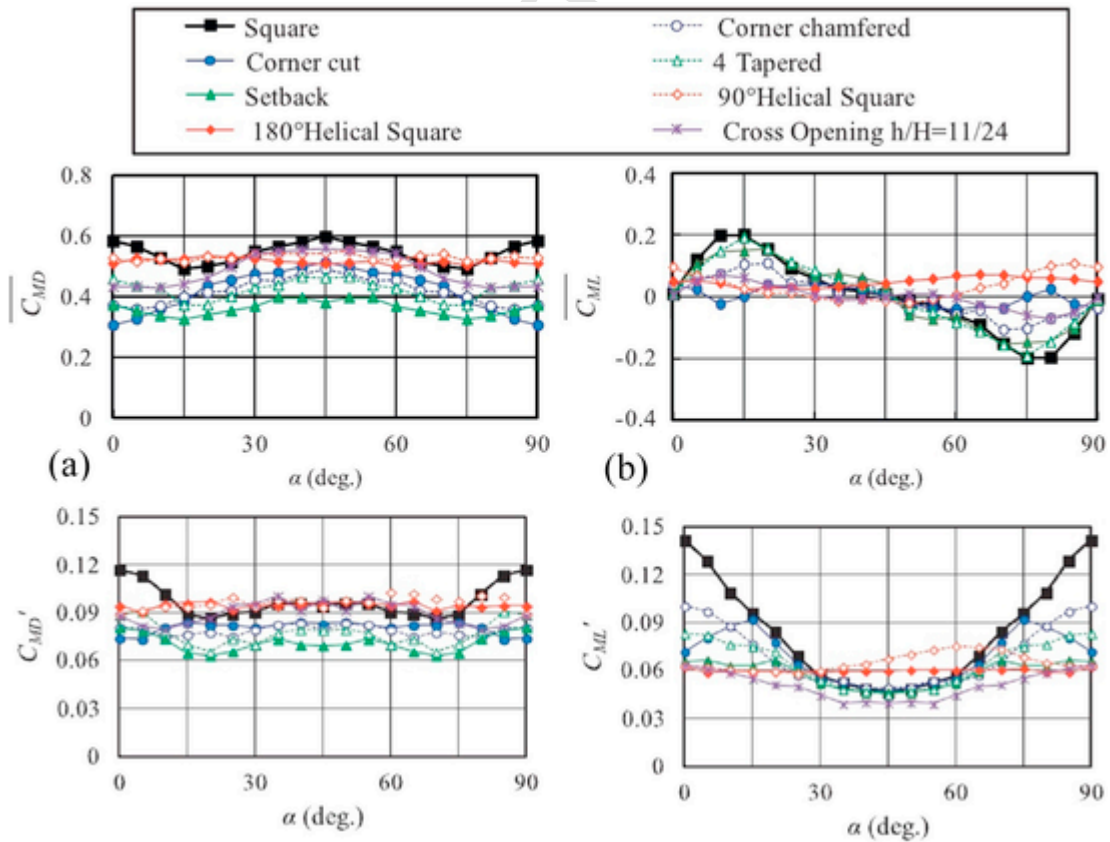 Square
Corner chamfered
Corner cut
4 Tapered
Setback
90°Helical Square
180°Helical Square
Cross Opening h/H=11/24
0.8
0.6
0.4
0.2
0
C_MD
0 30 60 90
α (deg.)
(a)
0.4
0.2
0
-0.2
-0.4
C_ML
0 30 60 90
α (deg.)
(b)
0.15
0.12
0.09
0.06
0.03
0
C_MD'
0 30 60 90
α (deg.)
0.15
0.12
0.09
0.06
0.03
0
C_ML'
0 30 60 90
α (deg.)